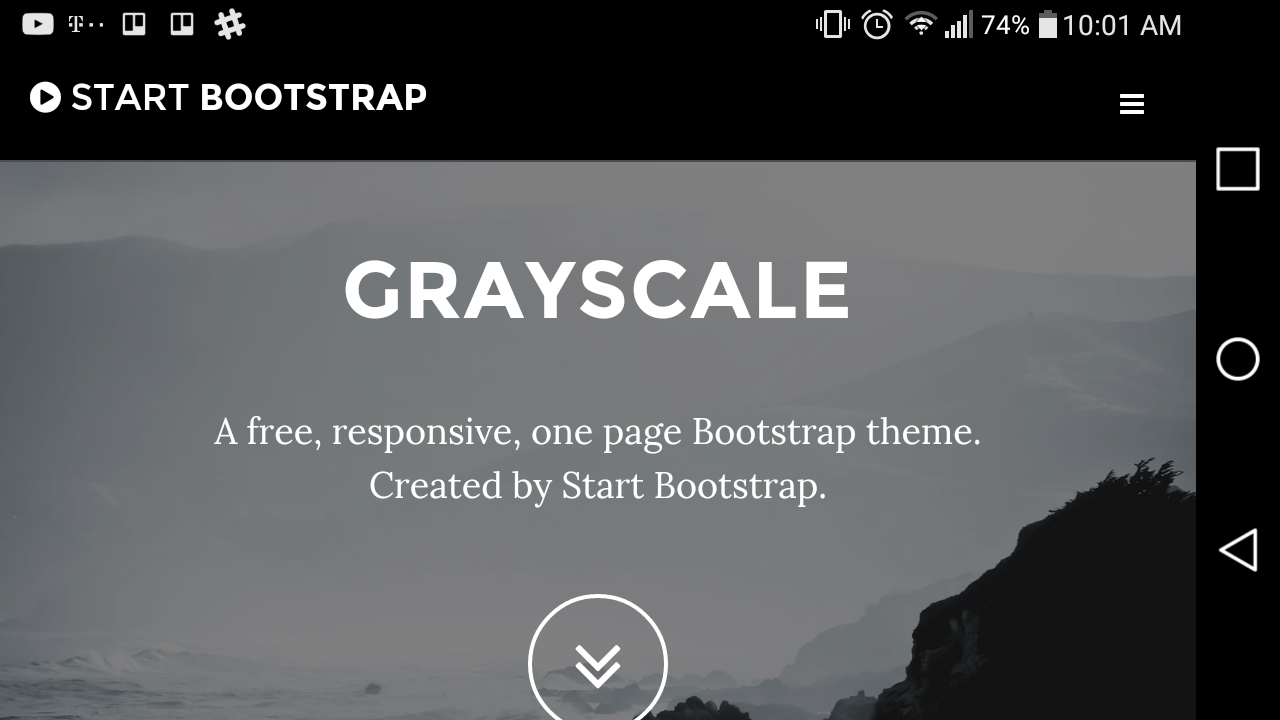 74% 10:01 AM
START BOOTSTRAP
GRAYSCALE
A free, responsive, one page Bootstrap theme.
Created by Start Bootstrap.